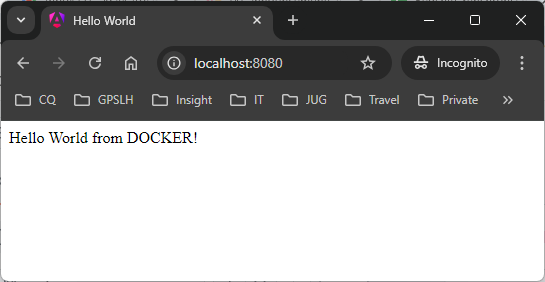 Hello World
localhost:8080
Incognito
CQ GPSLH Insight IT JUG Travel Private
Hello World from DOCKER!